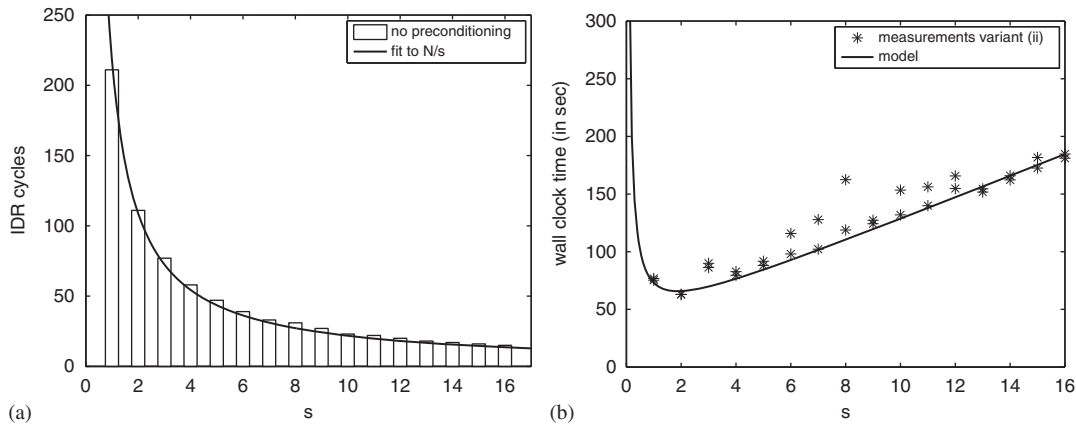 250
200
150
100
50
0
IDR cycles
no preconditioning
fit to N/s
0 2 4 6 8 10 12 14 16
s
(a)
300
250
200
150
100
50
0
wall clock time (in sec)
measurements variant (ii)
model
0 2 4 6 8 10 12 14 16
s
(b)